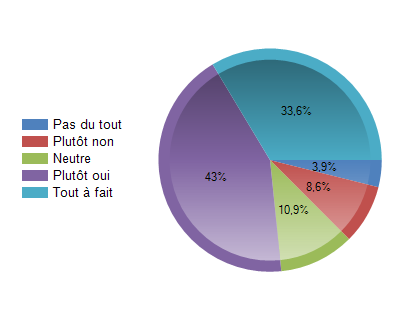 Pas du tout
Plutôt non
Neutre
Plutôt oui
Tout à fait
33,6%
3,9%
8,6%
10,9%
43%